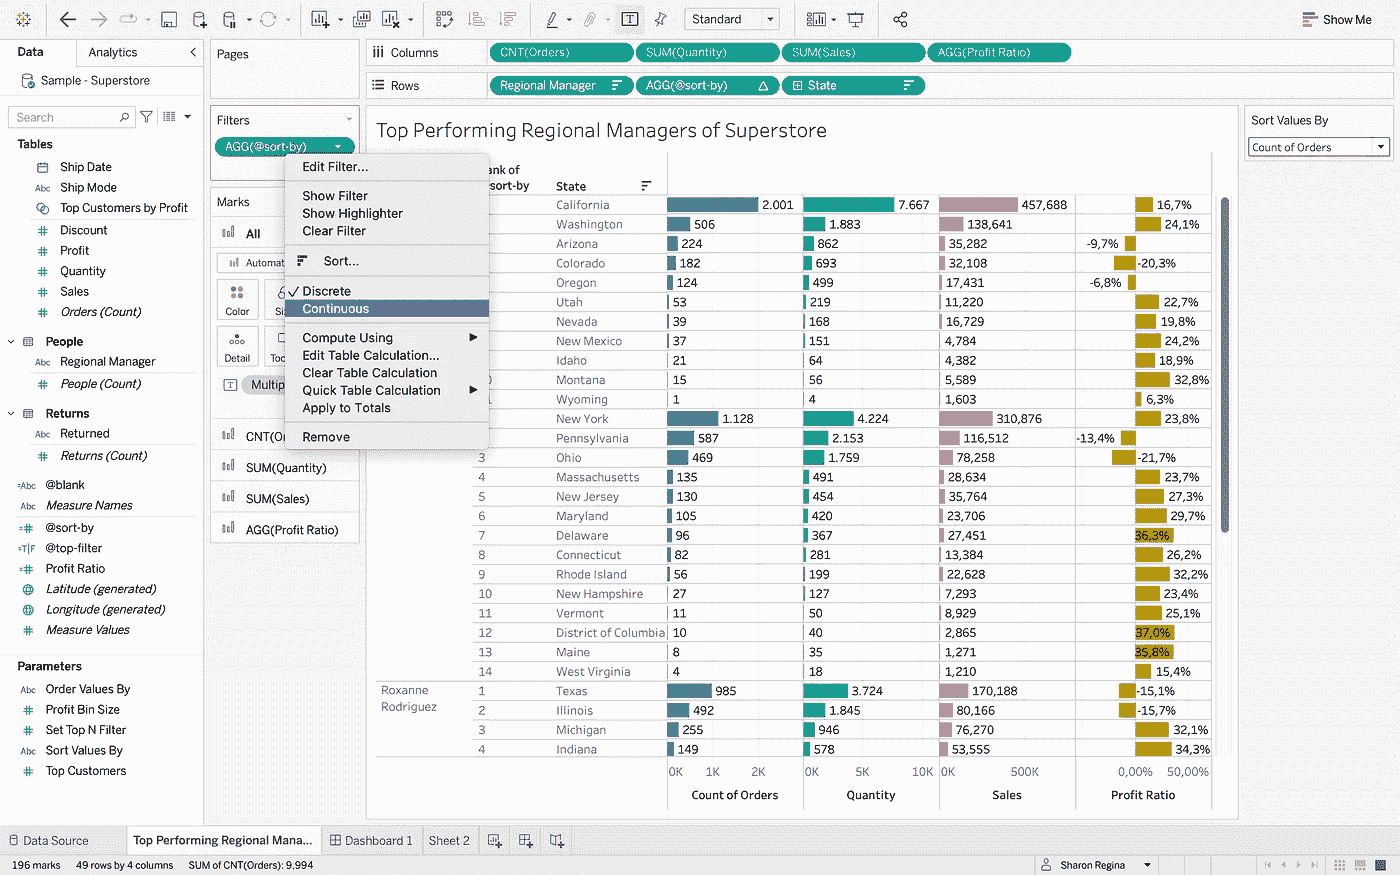 Standard
Show Me
Data
Analytics
Pages
Columns
CNT(Orders)
SUM(Quantity)
SUM(Sales)
AGG(Profit Ratio)
Sample - Superstore
Rows
Regional Manager
AGG(@sort-by)
State
Search
Filters
AGG(@sort-by)
Top Performing Regional Managers of Superstore
Sort Values By
Count of Orders
Tables
Ship Date
Abc Ship Mode
Top Customers by Profit
Discount
Profit
Quantity
Sales
Orders (Count)
People
Abc Regional Manager
People (Count)
Returns
Abc Returned
Returns (Count)
Abc @blank
Abc Measure Names
@sort-by
T|F @top-filter
Profit Ratio
Latitude (generated)
Longitude (generated)
Measure Values
Parameters
Abc Order Values By
Profit Bin Size
Set Top N Filter
Abc Sort Values By
Top Customers
Marks
All
Automat
Color
Detail
Multip
SUM(Quantity)
SUM(Sales)
AGG(Profit Ratio)
Edit Filter...
Show Filter
Show Highlighter
Clear Filter
Sort...
Discrete
Continuous
Compute Using
Edit Table Calculation...
Clear Table Calculation
Quick Table Calculation
Apply to Totals
Remove
ank of
sort-by
State
California 2.001 7.667 457,688 16,7%
Washington 506 1.883 138,641 24,1%
Arizona 224 862 35,282 -9,7%
Colorado 182 693 32,108 -20,3%
Oregon 124 499 17,431 -6,8%
Utah 53 219 11,220 22,7%
Nevada 39 168 16,729 19,8%
New Mexico 37 151 4,784 24,2%
Idaho 21 64 4,382 18,9%
Montana 15 56 5,589 32,8%
Wyoming 1 4 1,603 6,3%
New York 1.128 4.224 310,876 23,8%
Pennsylvania 587 2.153 116,512 -13,4%
3 Ohio 469 1.759 78,258 -21,7%
4 Massachusetts 135 491 28,634 23,7%
5 New Jersey 130 454 35,764 27,3%
6 Maryland 105 420 23,706 29,7%
7 Delaware 96 367 27,451 36,3%
8 Connecticut 82 281 13,384 26,2%
9 Rhode Island 56 199 22,628 32,2%
10 New Hampshire 27 127 7,293 23,4%
11 Vermont 11 50 8,929 25,1%
12 District of Columbia 10 40 2,865 37,0%
13 Maine 8 35 1,271 35,8%
14 West Virginia 4 18 1,210 15,4%
Roxanne
Rodriguez
1 Texas 985 3.724 170,188 -15,1%
2 Illinois 492 1.845 80,166 -15,7%
3 Michigan 255 946 76,270 32,1%
4 Indiana 149 578 53,555 34,3%
0K 1K 2K 0K 5K 10K 0K 500K 0,00% 50,00%
Count of Orders
Quantity
Sales
Profit Ratio
Data Source
Top Performing Regional Mana...
Dashboard 1
Sheet 2
196 marks
49 rows by 4 columns
SUM of CNT(Orders): 9,994
Sharon Regina